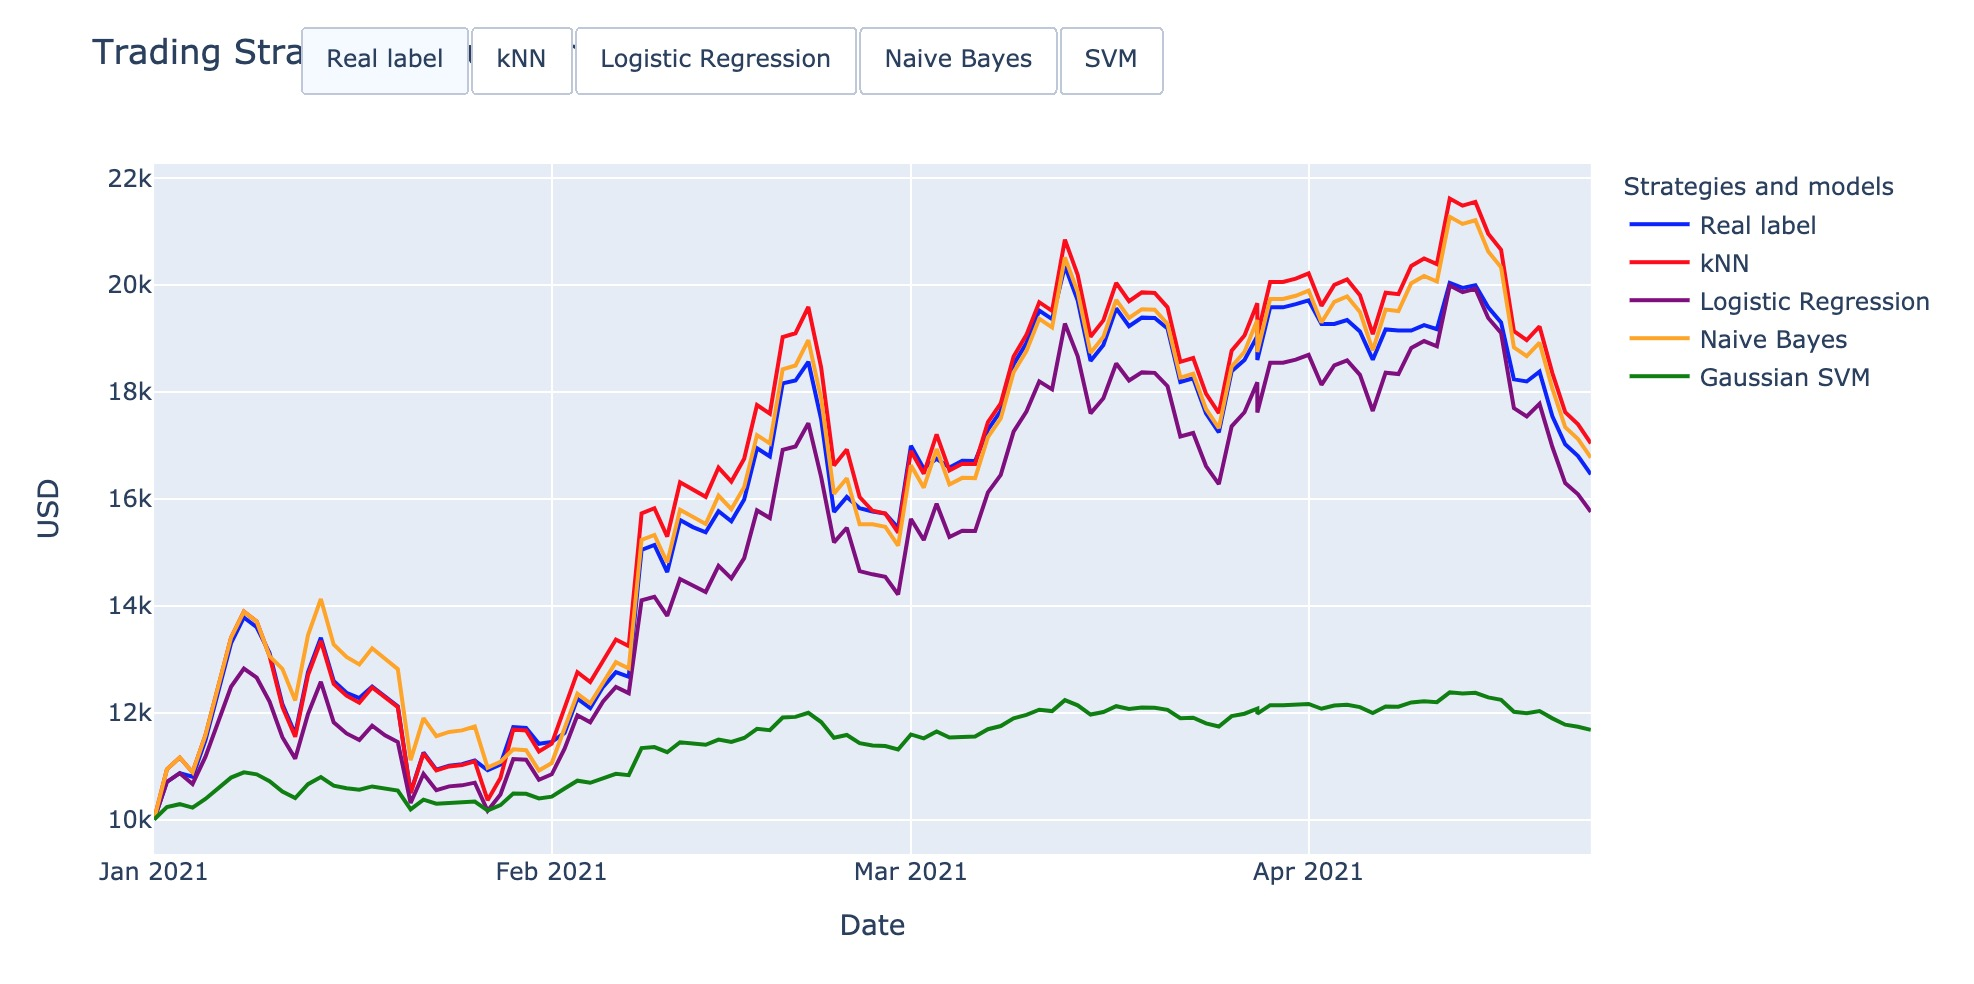 Trading Stra
Real label
kNN
Logistic Regression
Naive Bayes
SVM
22k
20k
18k
16k
14k
12k
10k
USD
Jan 2021
Feb 2021
Mar 2021
Apr 2021
Date
Strategies and models
Real label
kNN
Logistic Regression
Naive Bayes
Gaussian SVM